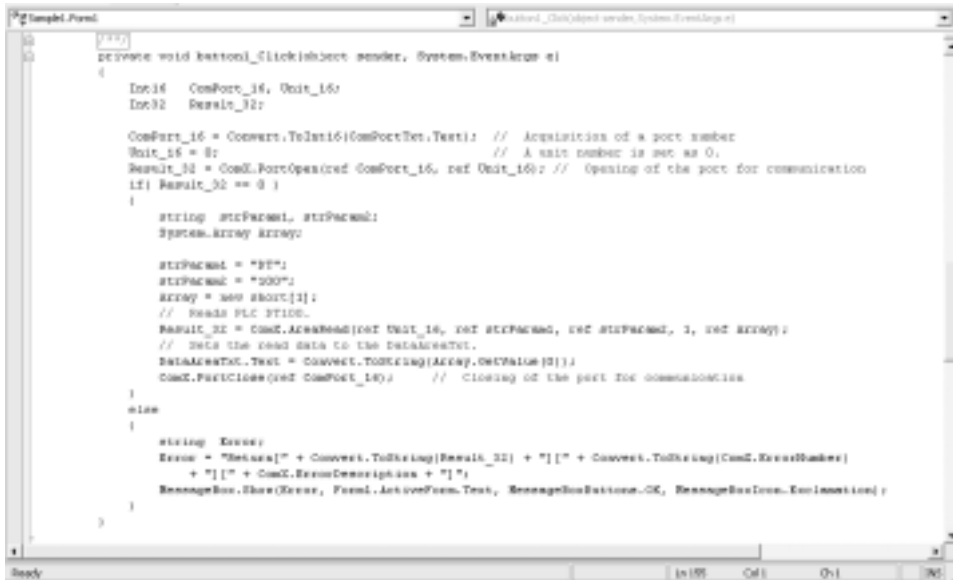 Sample1.Form1
button1_Click(object sender, System.EventArgs e)
/**/
private void button1_Click(object sender, System.EventArgs e)
{
Int16 ComPort_16, Unit_16;
Int32 Result_32;
ComPort_16 = Convert.ToInt16(ComPortTxt.Text); // Acquisition of a port number
Unit_16 = 0; // A unit number is set as 0.
Result_32 = ComX.PortOpen(ref ComPort_16, ref Unit_16); // Opening of the port for communication
if( Result_32 == 0 )
{
string strParam1, strParam2;
System.Array Array;
strParam1 = "DT";
strParam2 = "100";
Array = new short[1];
// Reads PLC DT100.
Result_32 = ComX.AreaRead(ref Unit_16, ref strParam1, ref strParam2, 1, ref Array);
// Sets the read data to the DataAreaTxt.
DataAreaTxt.Text = Convert.ToString(Array.GetValue(0));
ComX.PortClose(ref ComPort_16); // Closing of the port for communication
}
else
{
string Error;
Error = "Return[" + Convert.ToString(Result_32) + "][" + Convert.ToString(ComX.ErrorNumber)
+ "][" + ComX.ErrorDescription + "]";
MessageBox.Show(Error, Form1.ActiveForm.Text, MessageBoxButtons.OK, MessageBoxIcon.Exclamation);
}
}
Ready Ln 155 Col 1 Ch 1 INS